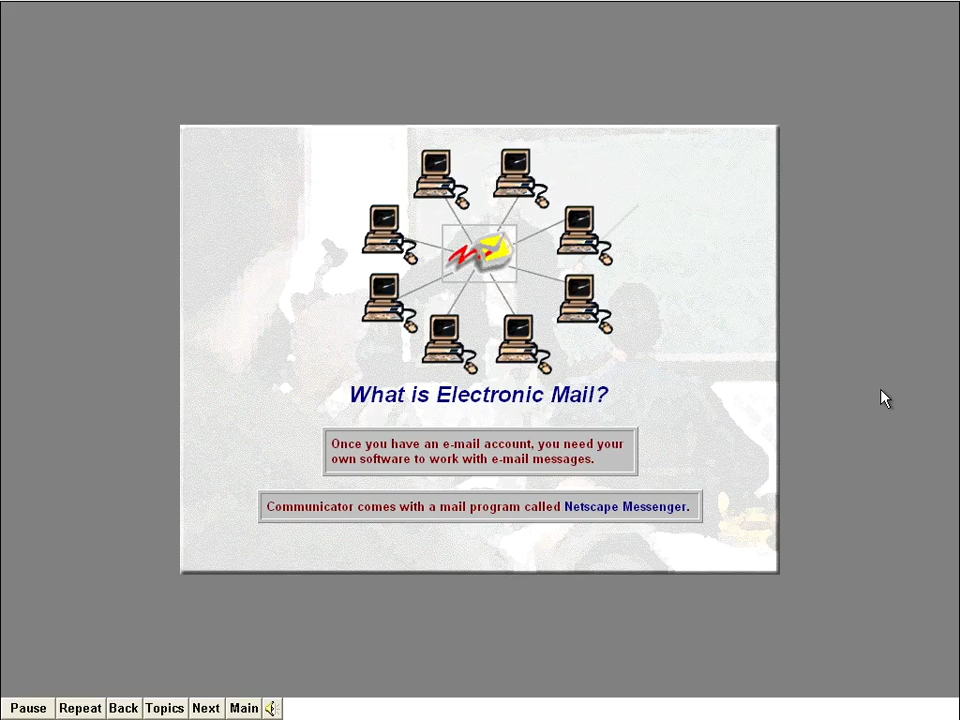 What is Electronic Mail?
Once you have an e-mail account, you need your
own software to work with e-mail messages.
Communicator comes with a mail program called Netscape Messenger.
Pause Repeat Back Topics Next Main